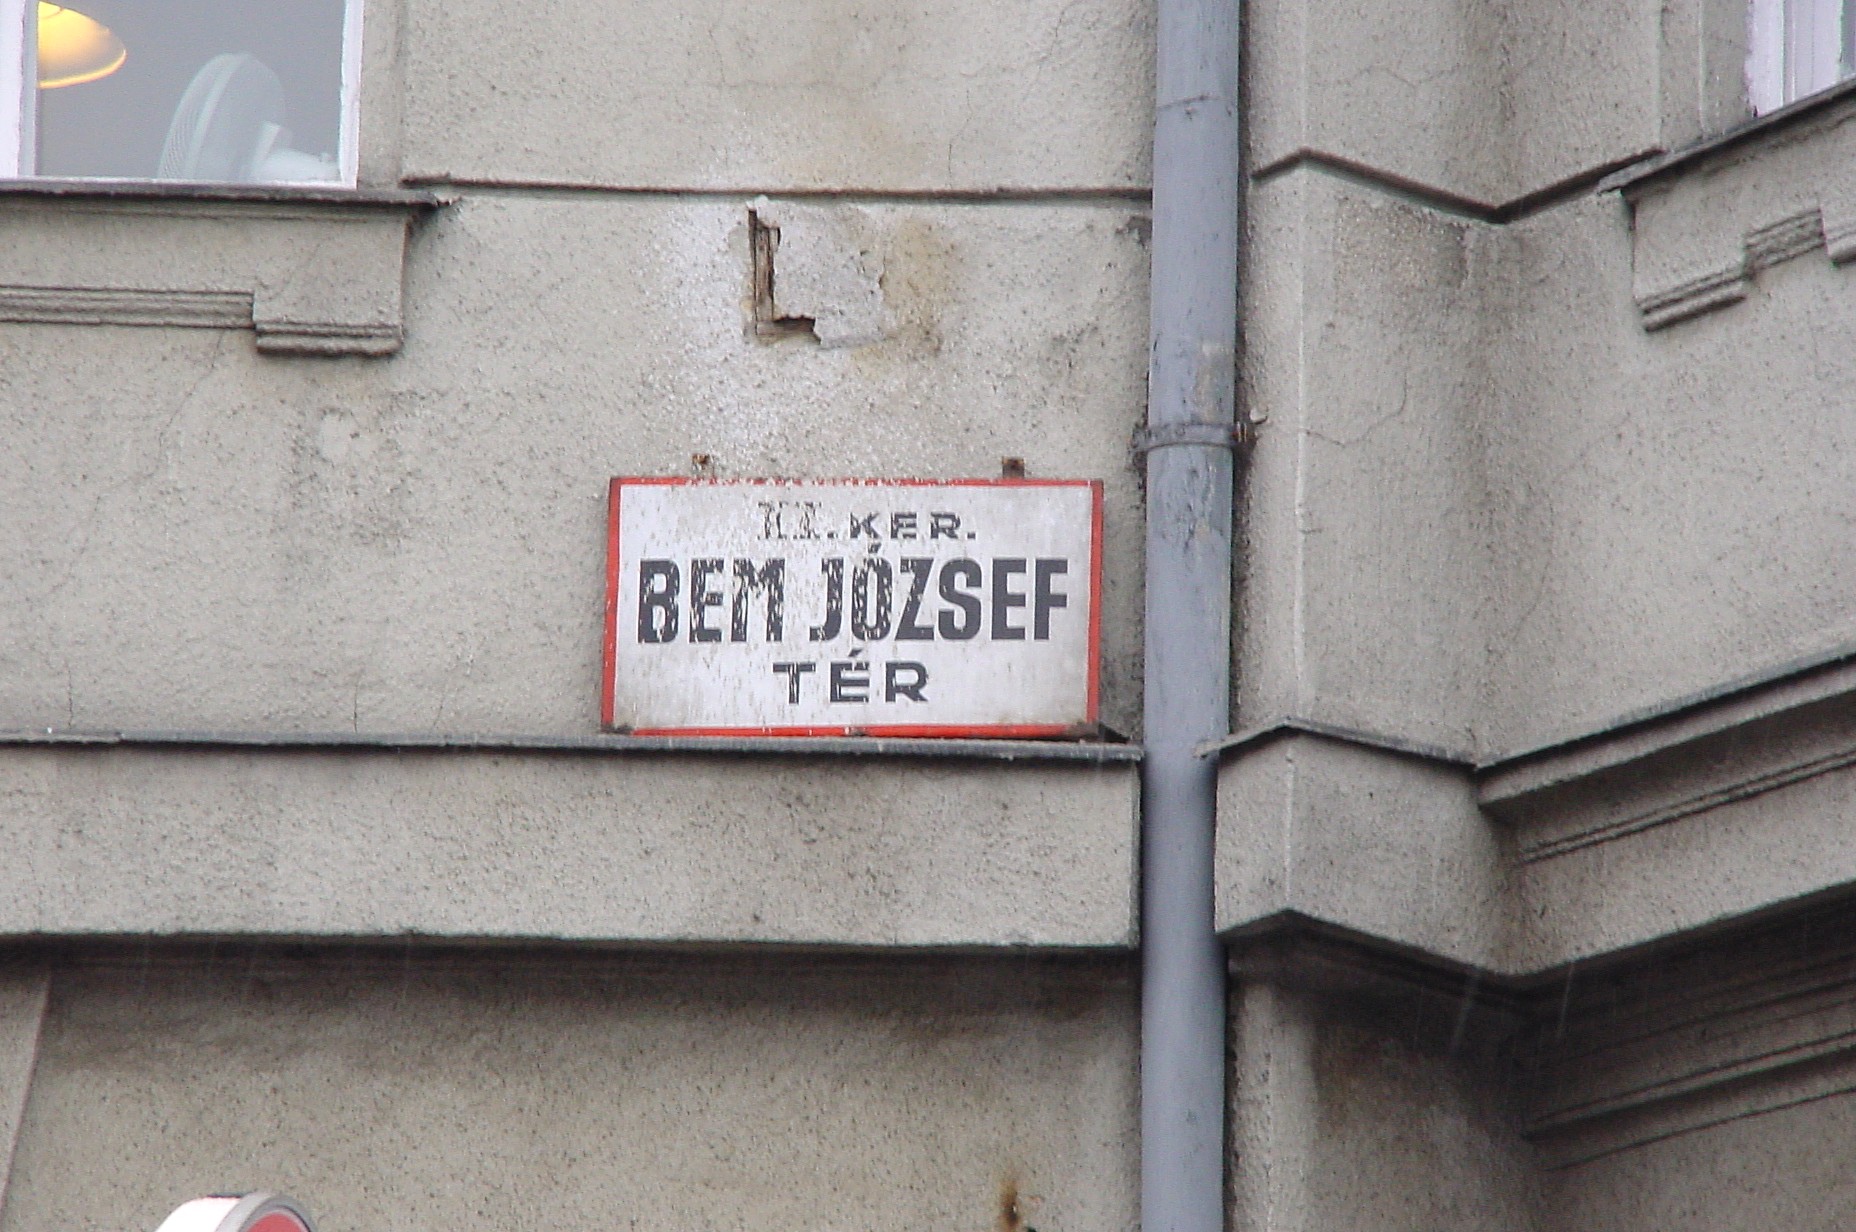 II. KER.
BEM JÓZSEF
TÉR